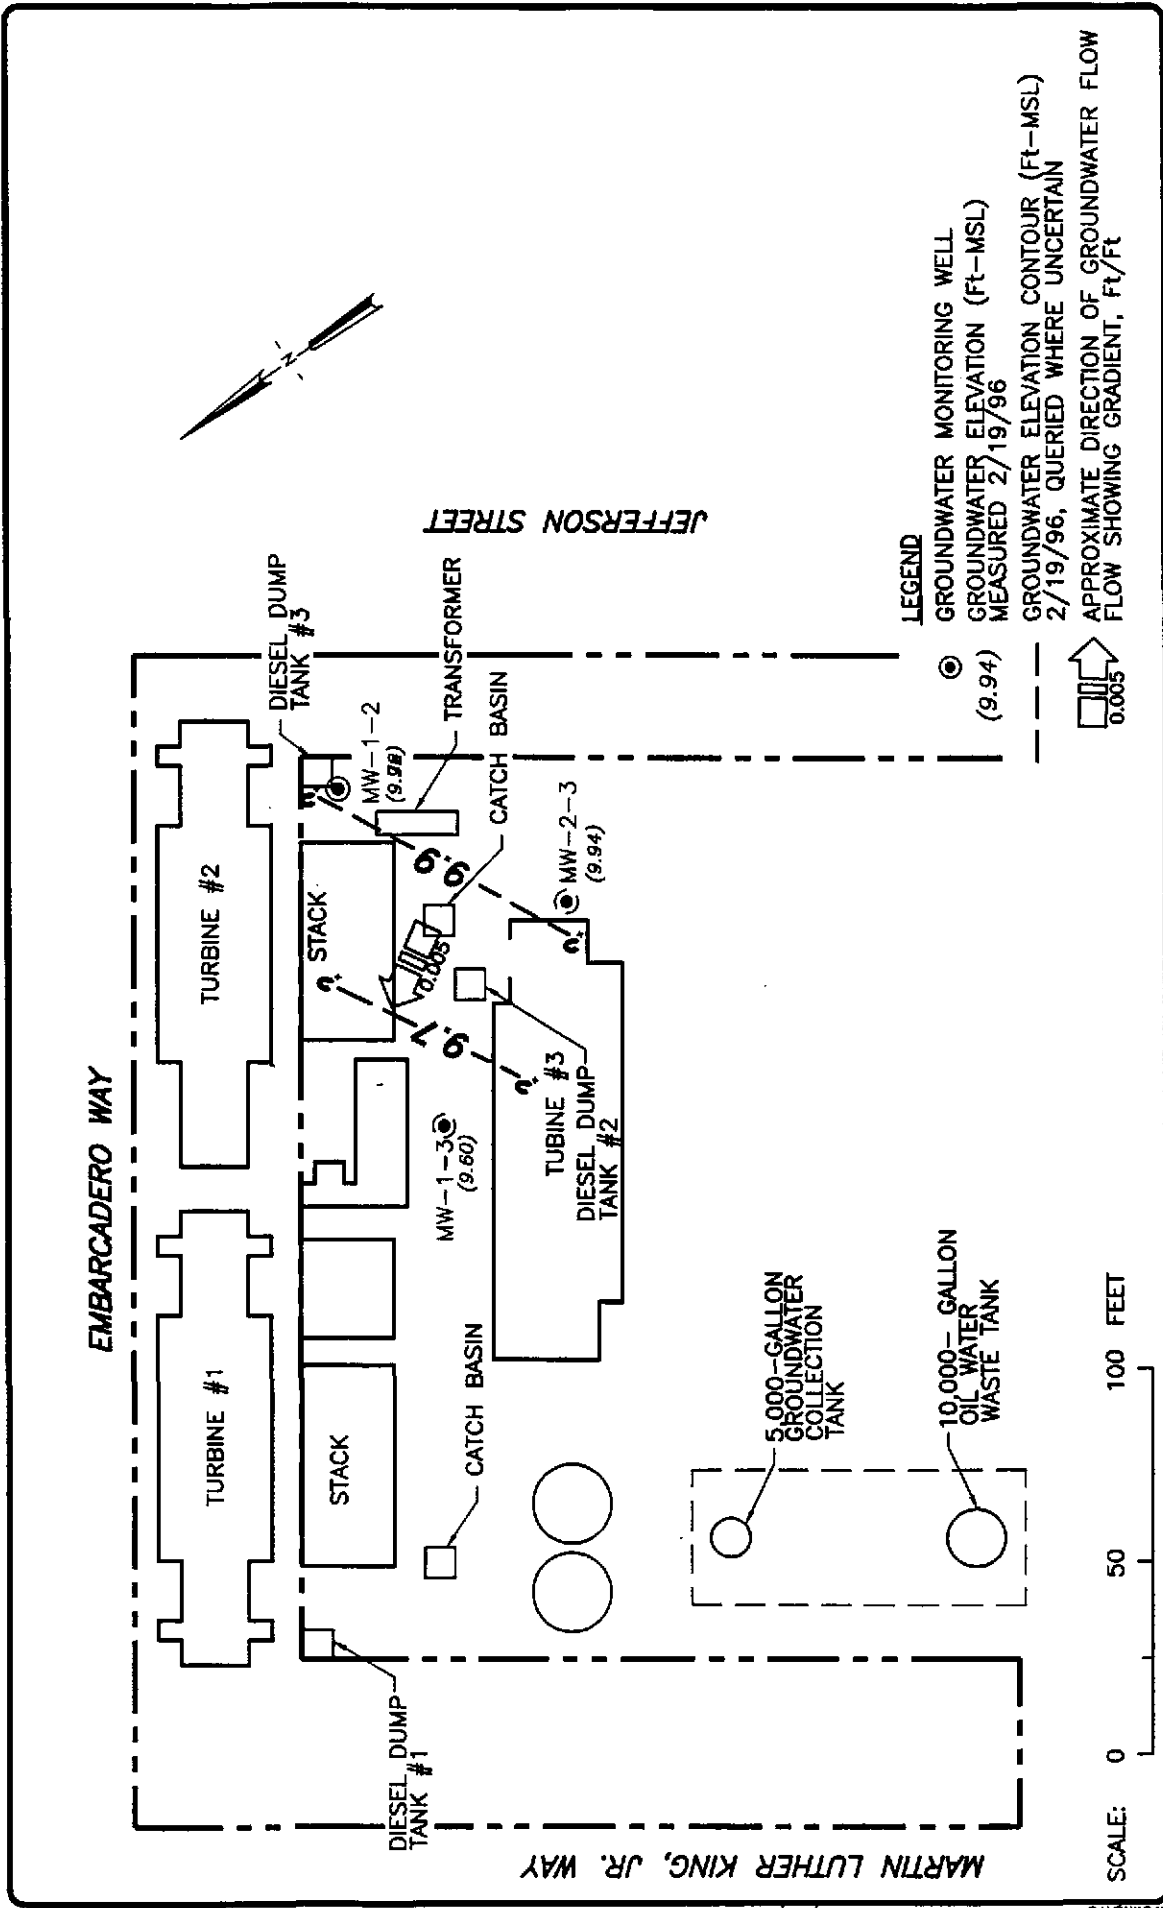 EMBARCADERO WAY
TURBINE #1
TURBINE #2
STACK
STACK
DIESEL DUMP
TANK #3
MW-1-2
(9.98)
TRANSFORMER
CATCH BASIN
9.9
?
?
MW-2-3
(9.94)
0.005
9.7
?
?
MW-1-3
(9.60)
TUBINE #3
DIESEL DUMP
TANK #2
CATCH BASIN
DIESEL DUMP
TANK #1
5,000-GALLON
GROUNDWATER
COLLECTION
TANK
10,000- GALLON
OIL WATER
WASTE TANK
MARTIN LUTHER KING, JR. WAY
JEFFERSON STREET
N
LEGEND
GROUNDWATER MONITORING WELL
(9.94) GROUNDWATER ELEVATION (Ft-MSL)
MEASURED 2/19/96
GROUNDWATER ELEVATION CONTOUR (Ft-MSL)
2/19/96, QUERIED WHERE UNCERTAIN
APPROXIMATE DIRECTION OF GROUNDWATER FLOW
0.005 FLOW SHOWING GRADIENT, Ft/Ft
SCALE: 0 50 100 FEET